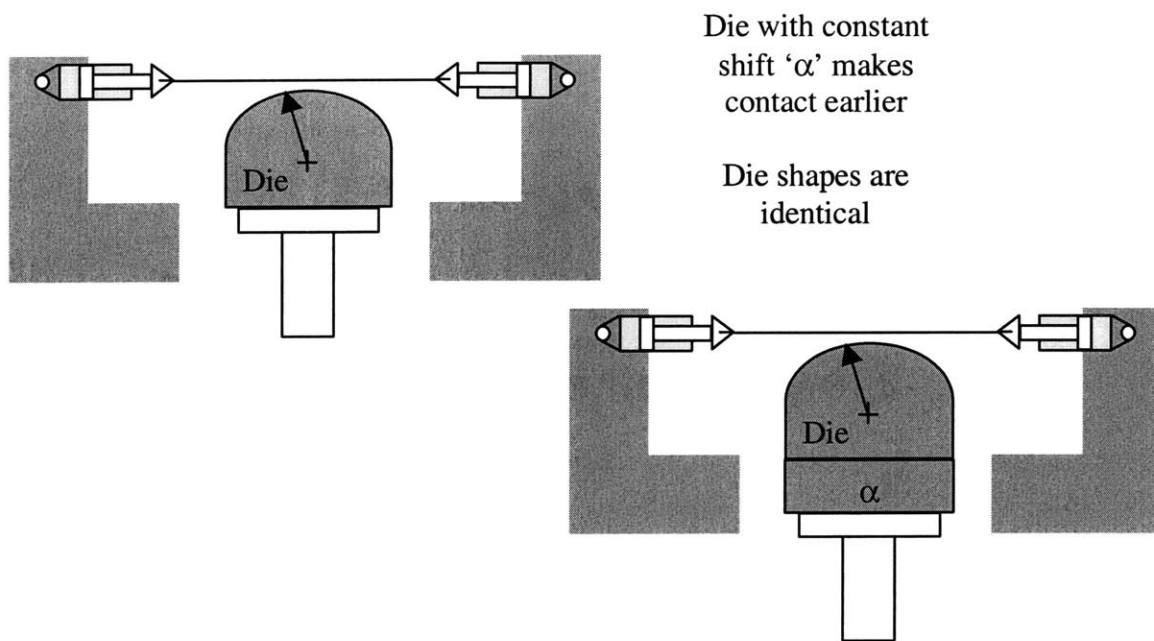 Die with constant
shift ‘α’ makes
contact earlier
Die shapes are
identical
Die
Die
α